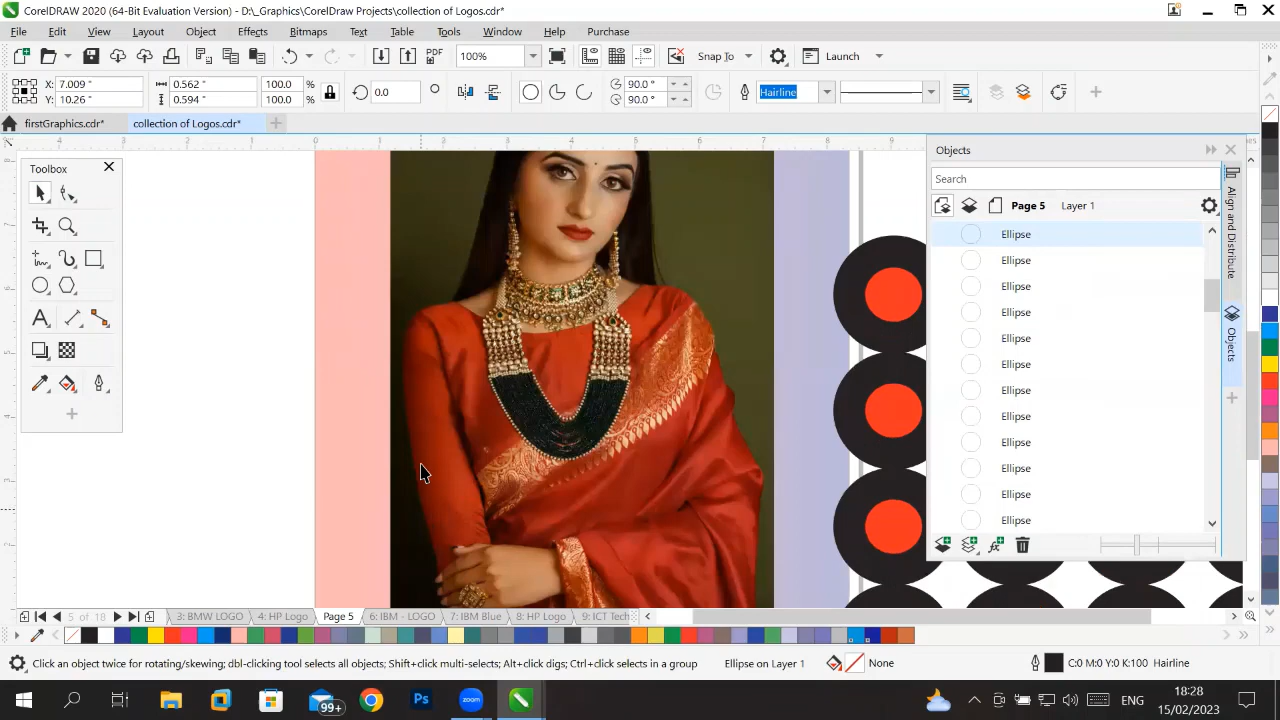 CorelDRAW 2020 (64-Bit Evaluation Version) - D:\_Graphics\CorelDraw Projects\collection of Logos.cdr*
File Edit View Layout Object Effects Bitmaps Text Table Tools Window Help Purchase
PDF 100% Snap To Launch
X: 7.009 " 0.562 " 100.0 % 0.0 90.0 ° Hairline
Y: 10.26 " 0.594 " 100.0 % 90.0 °
firstGraphics.cdr* collection of Logos.cdr*
Toolbox
Objects
Search
Page 5 Layer 1
Ellipse
Ellipse
Ellipse
Ellipse
Ellipse
Ellipse
Ellipse
Ellipse
Ellipse
Ellipse
Ellipse
Ellipse
Align and Distribute
Objects
5 of 18 3: BMW LOGO 4: HP Logo Page 5 6: IBM - LOGO 7: IBM Blue 8: HP Logo 9: ICT Tech
Click an object twice for rotating/skewing; dbl-clicking tool selects all objects; Shift+click multi-selects; Alt+click digs; Ctrl+click selects in a group Ellipse on Layer 1 None C:0 M:0 Y:0 K:100 Hairline
99+ Ps zoom ENG 18:28
15/02/2023